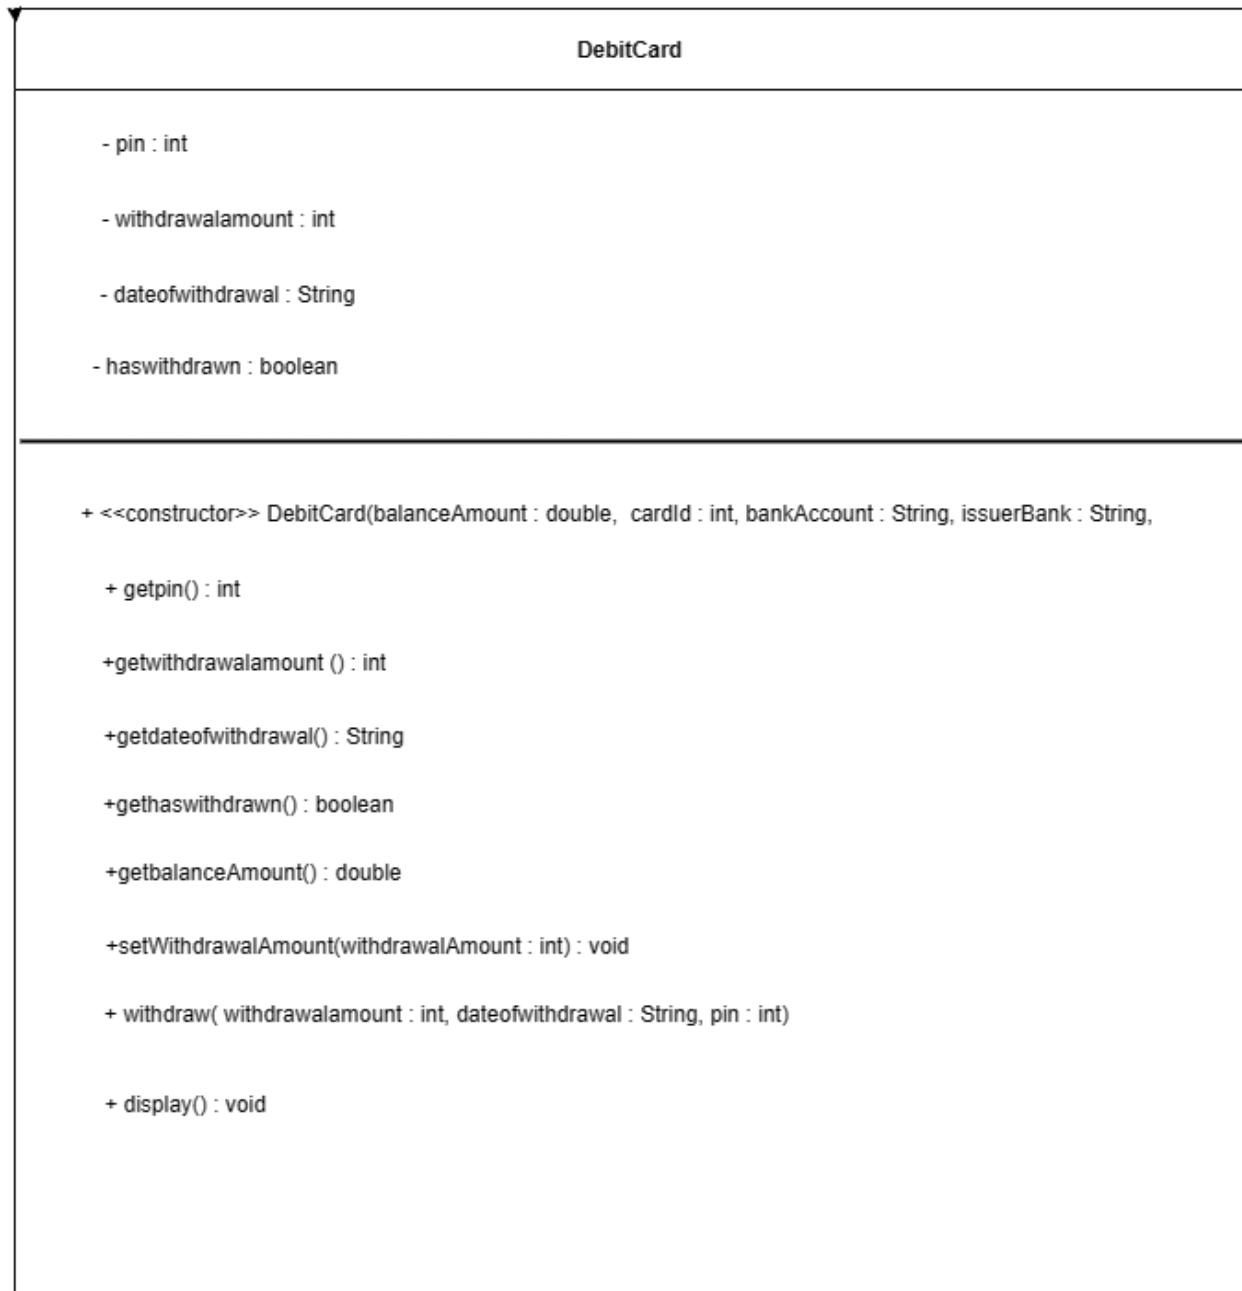 DebitCard
- pin : int
- withdrawalamount : int
- dateofwithdrawal : String
- haswithdrawn : boolean
+ <<constructor>> DebitCard(balanceAmount : double, cardId : int, bankAccount : String, issuerBank : String,
+ getpin() : int
+getwithdrawalamount () : int
+getdateofwithdrawal() : String
+gethaswithdrawn() : boolean
+getbalanceAmount() : double
+setWithdrawalAmount(withdrawalAmount : int) : void
+ withdraw( withdrawalamount : int, dateofwithdrawal : String, pin : int)
+ display() : void